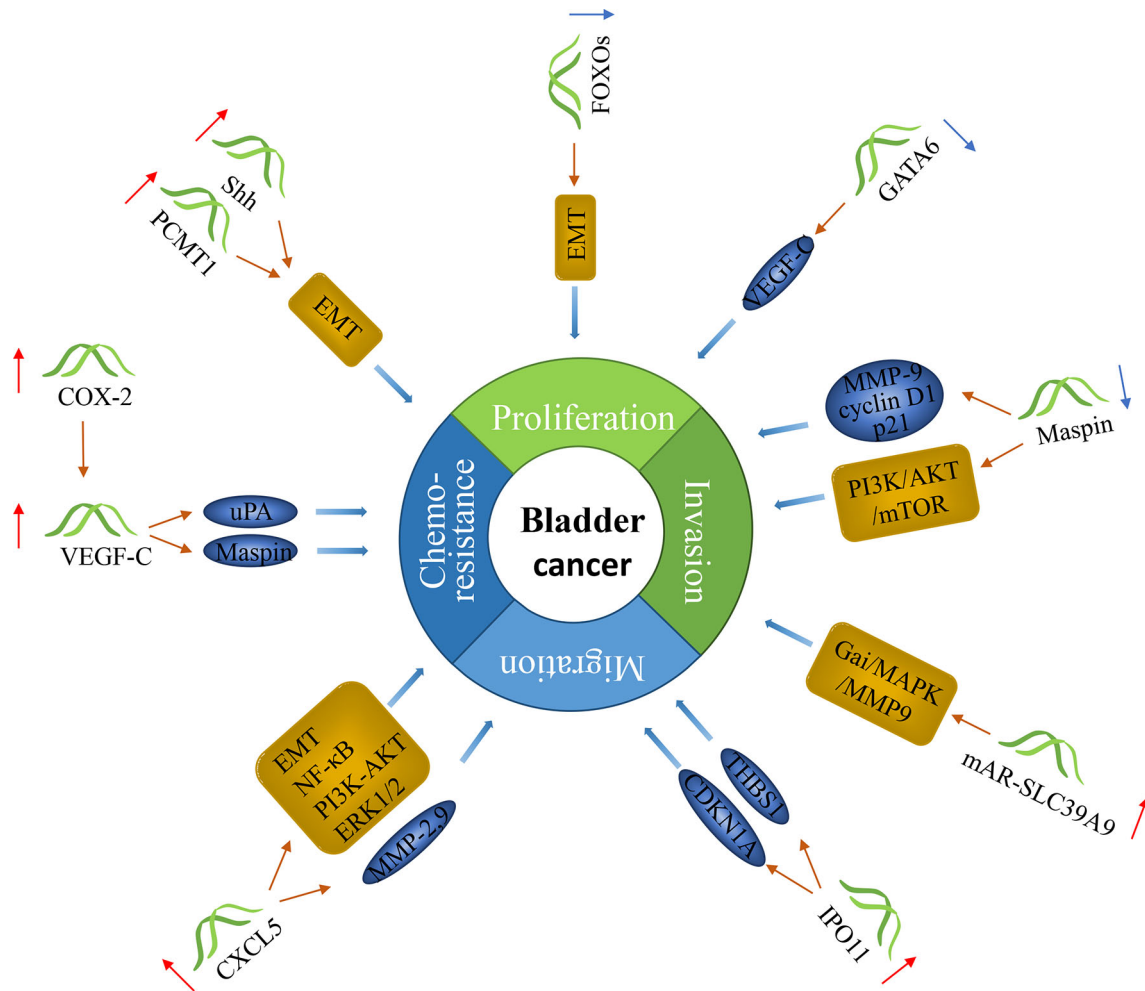 FOXOs
EMT
GATA6
VEGF-C
Shh
PCMT1
EMT
COX-2
VEGF-C
uPA
Maspin
MMP-9
cyclin D1
p21
Maspin
PI3K/AKT
/mTOR
Proliferation
Invasion
Migration
Chemo-
resistance
Bladder
cancer
Gai/MAPK
/MMP9
mAR-SLC39A9
EMT
NF-κB
PI3K-AKT
ERK1/2
MMP-2,9
CXCL5
THBS1
CDKN1A
IPO11